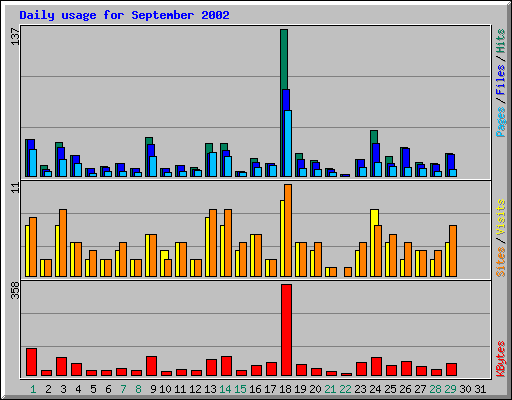 Daily usage for September 2002
137
Pages / Files / Hits
11
Sites / Visits
358
KBytes
1 2 3 4 5 6 7 8 9 10 11 12 13 14 15 16 17 18 19 20 21 22 23 24 25 26 27 28 29 30 31